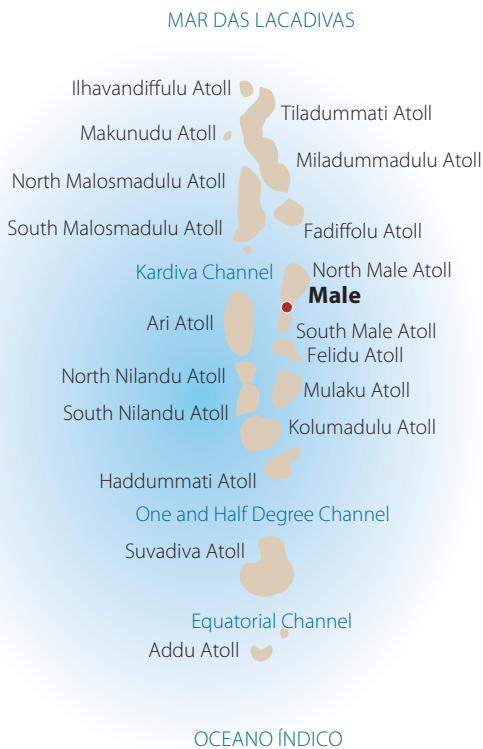 MAR DAS LACADIVAS
Ilhavandiffulu Atoll
Tiladummati Atoll
Makunudu Atoll
Miladummadulu Atoll
North Malosmadulu Atoll
South Malosmadulu Atoll
Fadiffolu Atoll
Kardiva Channel
North Male Atoll
Male
Ari Atoll
South Male Atoll
Felidu Atoll
North Nilandu Atoll
Mulaku Atoll
South Nilandu Atoll
Kolumadulu Atoll
Haddummati Atoll
One and Half Degree Channel
Suvadiva Atoll
Equatorial Channel
Addu Atoll
OCEANO ÍNDICO